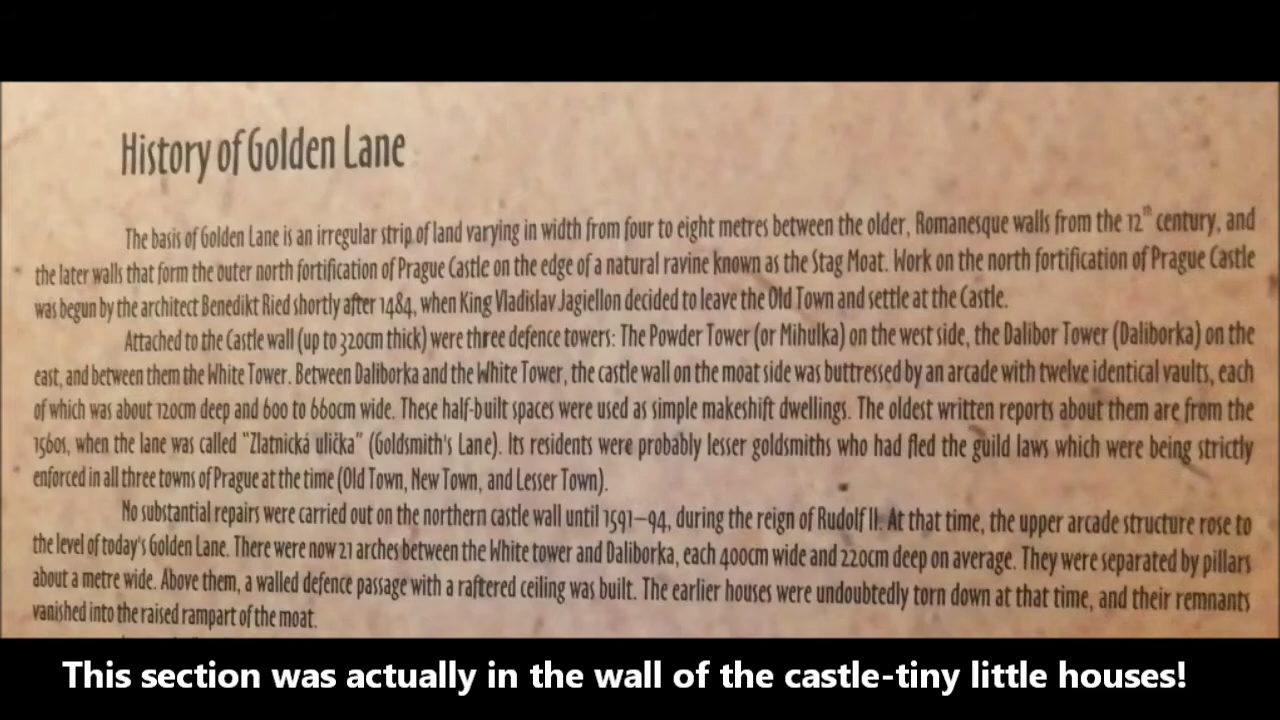 History of Golden Lane
The basis of Golden Lane is an irregular strip of land varying in width from four to eight metres between the older, Romanesque walls from the 12th century, and
the later walls that form the outer north fortification of Prague Castle on the edge of a natural ravine known as the Stag Moat. Work on the north fortification of Prague Castle
was begun by the architect Benedikt Ried shortly after 1484, when King Vladislav Jagiellon decided to leave the Old Town and settle at the Castle.
Attached to the Castle wall (up to 320cm thick) were three defence towers: The Powder Tower (or Mihulka) on the west side, the Dalibor Tower (Daliborka) on the
east, and between them the White Tower. Between Daliborka and the White Tower, the castle wall on the moat side was buttressed by an arcade with twelve identical vaults, each
of which was about 120cm deep and 600 to 660cm wide. These half-built spaces were used as simple makeshift dwellings. The oldest written reports about them are from the
1560s, when the lane was called "Zlatnická ulička" (Goldsmith's Lane). Its residents were probably lesser goldsmiths who had fled the guild laws which were being strictly
enforced in all three towns of Prague at the time (Old Town, New Town, and Lesser Town).
No substantial repairs were carried out on the northern castle wall until 1591–94, during the reign of Rudolf II. At that time, the upper arcade structure rose to
the level of today's Golden Lane. There were now 21 arches between the White tower and Daliborka, each 400cm wide and 220cm deep on average. They were separated by pillars
about a metre wide. Above them, a walled defence passage with a raftered ceiling was built. The earlier houses were undoubtedly torn down at that time, and their remnants
vanished into the raised rampart of the moat.
This section was actually in the wall of the castle-tiny little houses!